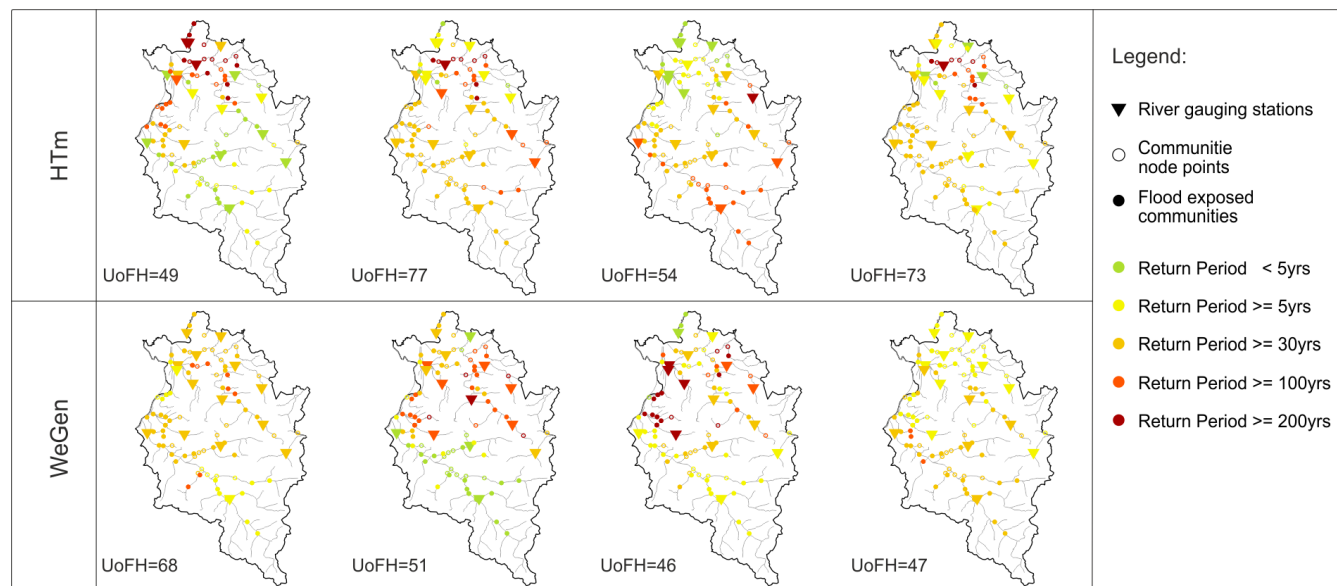 HTm
UoFH=49
UoFH=77
UoFH=54
UoFH=73
WeGen
UoFH=68
UoFH=51
UoFH=46
UoFH=47
Legend:
River gauging stations
Communitie
node points
Flood exposed
communities
Return Period < 5yrs
Return Period >= 5yrs
Return Period >= 30yrs
Return Period >= 100yrs
Return Period >= 200yrs